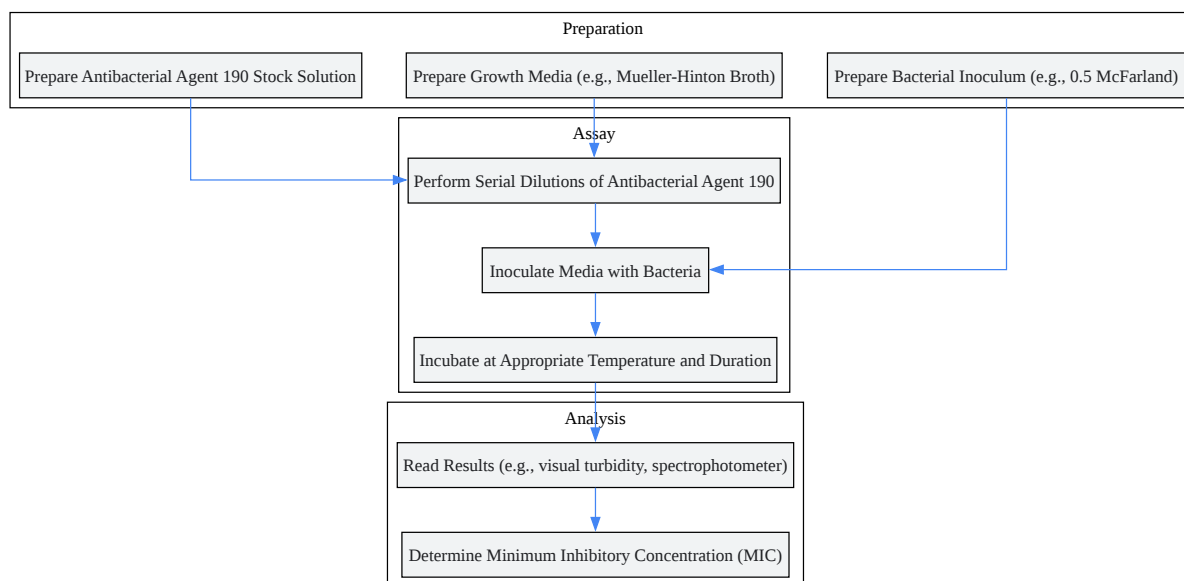 Preparation
Prepare Antibacterial Agent 190 Stock Solution
Prepare Growth Media (e.g., Mueller-Hinton Broth)
Prepare Bacterial Inoculum (e.g., 0.5 McFarland)
Assay
Perform Serial Dilutions of Antibacterial Agent 190
Inoculate Media with Bacteria
Incubate at Appropriate Temperature and Duration
Analysis
Read Results (e.g., visual turbidity, spectrophotometer)
Determine Minimum Inhibitory Concentration (MIC)